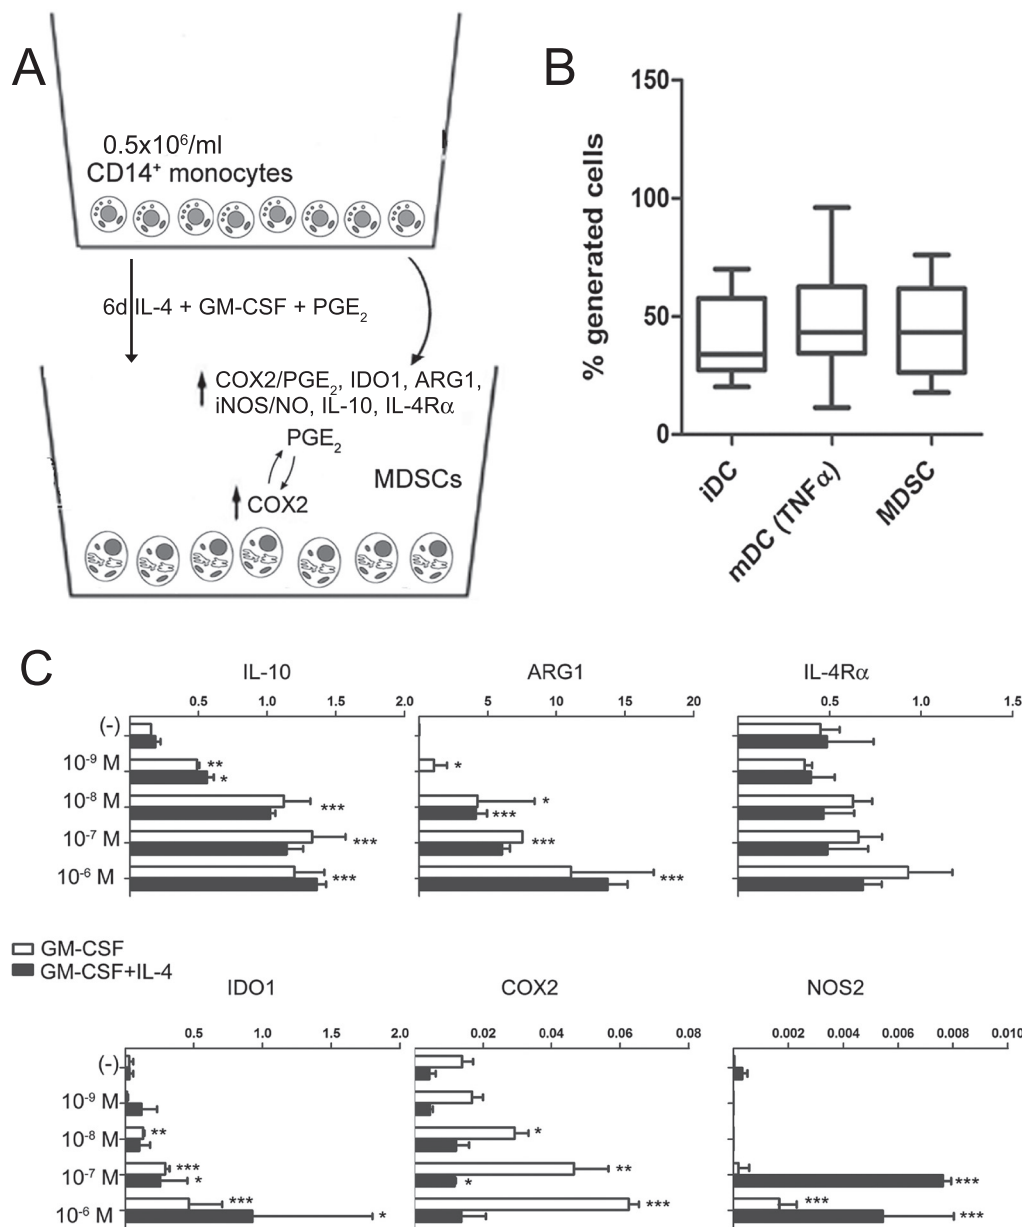 A
0.5x10⁶/ml
CD14⁺ monocytes
6d IL-4 + GM-CSF + PGE₂
COX2/PGE₂, IDO1, ARG1,
iNOS/NO, IL-10, IL-4Rα
PGE₂
MDSCs
COX2
B
% generated cells
150
100
50
0
iDC
mDC (TNFα)
MDSC
C
IL-10 ARG1 IL-4Rα
0.5 1.0 1.5 2.0 5 10 15 20 0.5 1.0 1.5
(-)
10⁻⁹ M ** * *
10⁻⁸ M *** * ***
10⁻⁷ M *** ***
10⁻⁶ M *** ***
GM-CSF
GM-CSF+IL-4
IDO1 COX2 NOS2
0.5 1.0 1.5 2.0 0.02 0.04 0.06 0.08 0.002 0.004 0.006 0.008 0.010
(-)
10⁻⁹ M
10⁻⁸ M ** *
10⁻⁷ M *** * ** * ***
10⁻⁶ M *** * *** *** ***